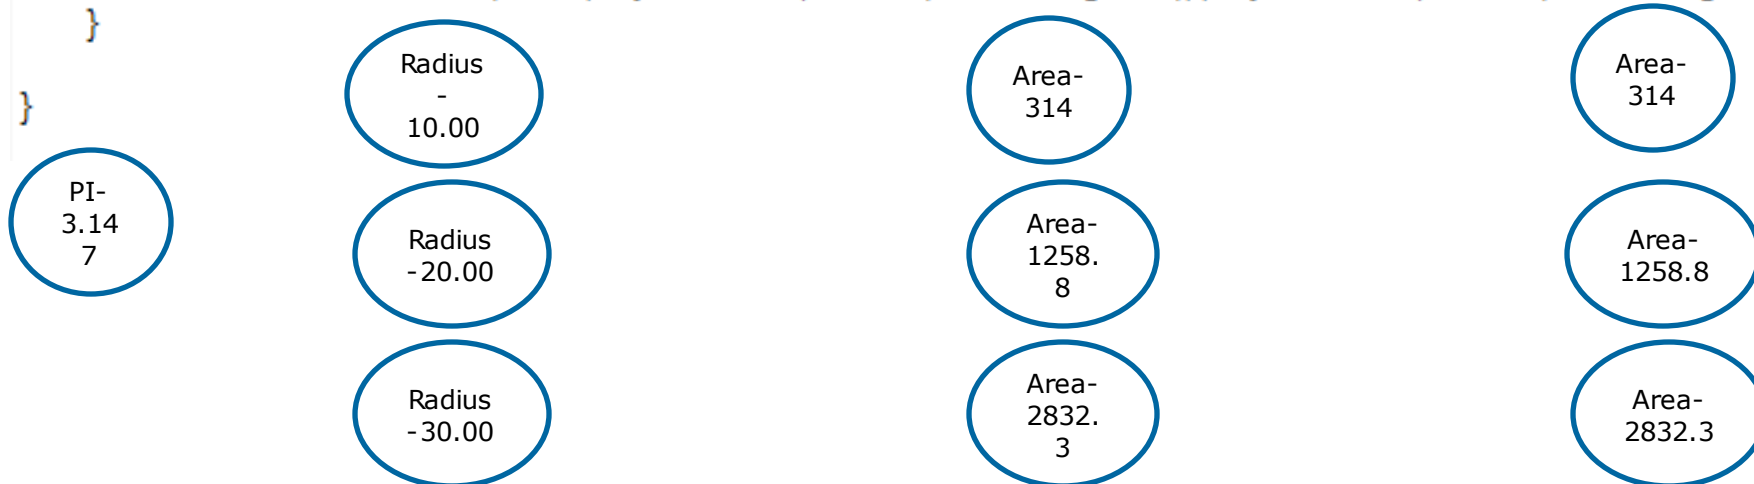 }
}
PI-
3.14
7
Radius
-
10.00
Radius
-20.00
Radius
-30.00
Area-
314
Area-
1258.
8
Area-
2832.
3
Area-
314
Area-
1258.8
Area-
2832.3